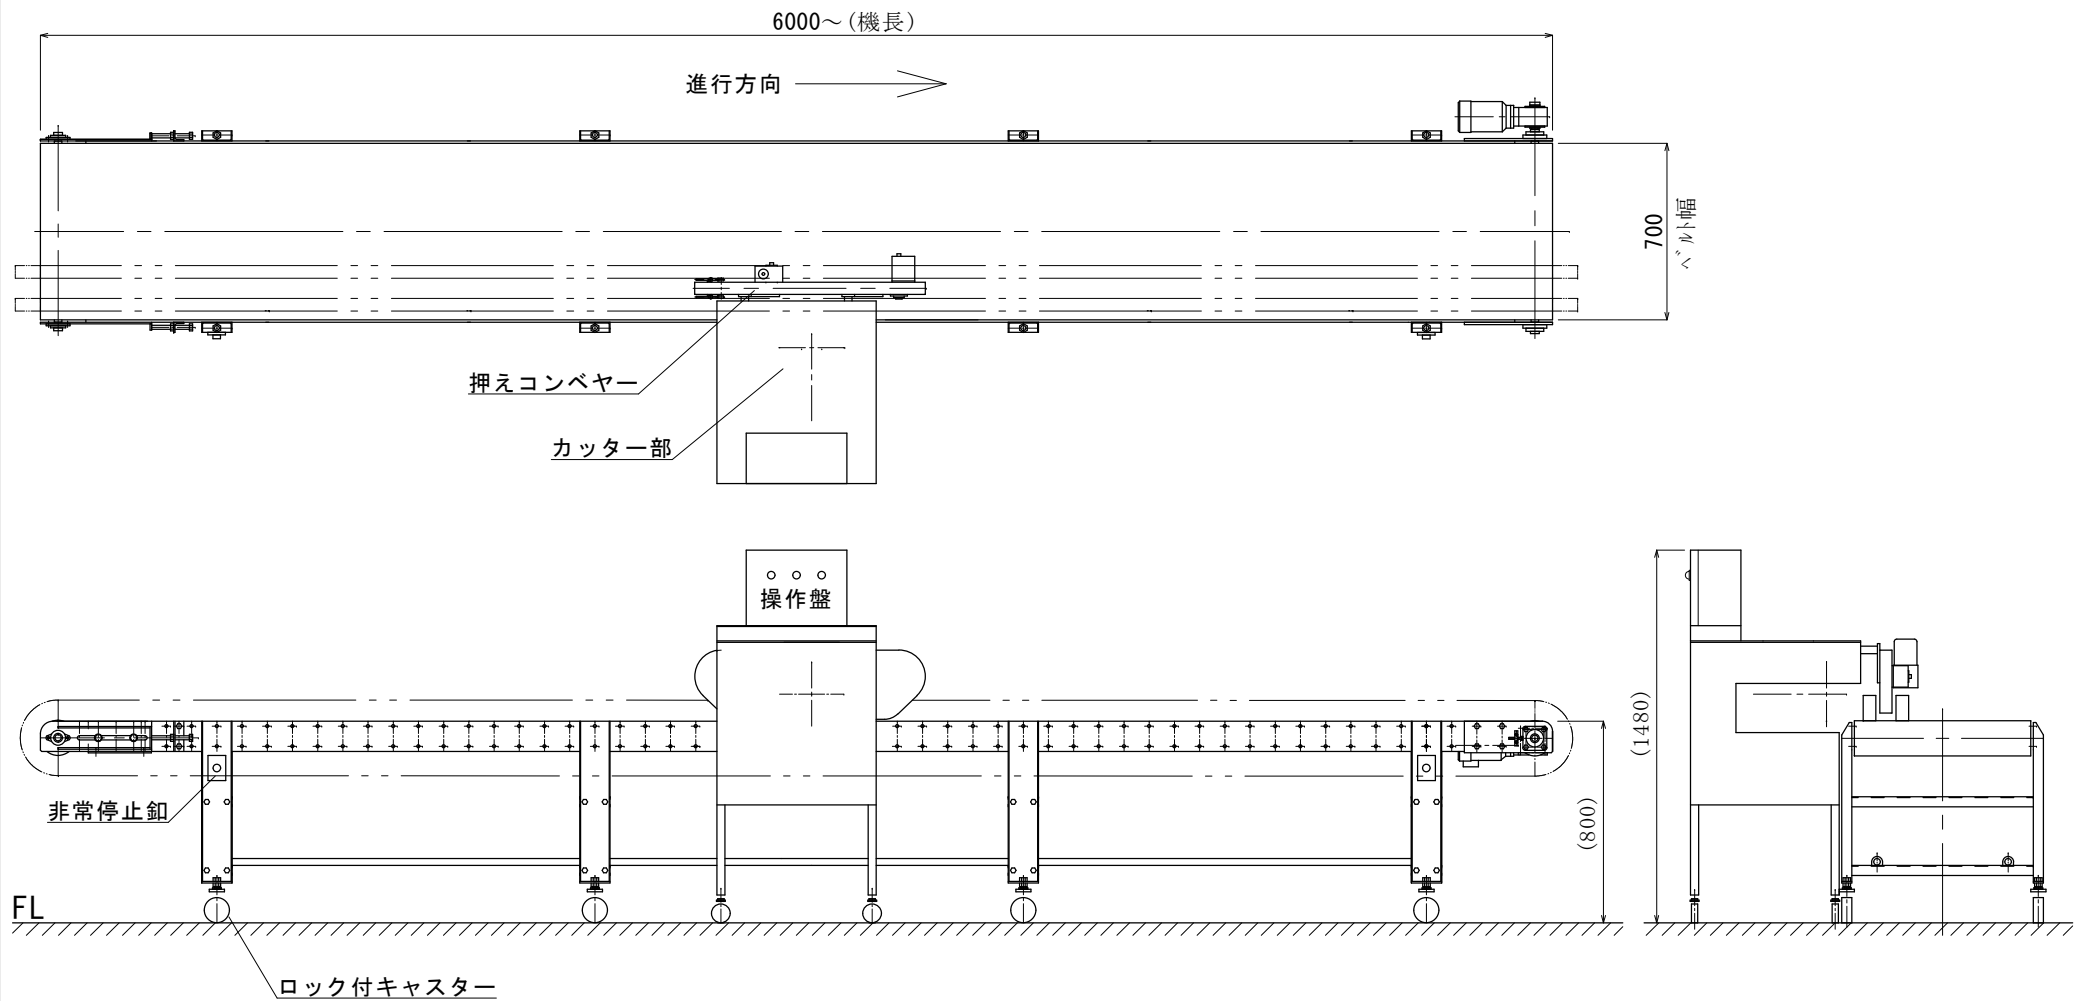 6000～(機長)
進行方向
700
ベルト幅
押えコンベヤー
カッター部
操作盤
(1480)
非常停止釦
(800)
FL
ロック付キャスター